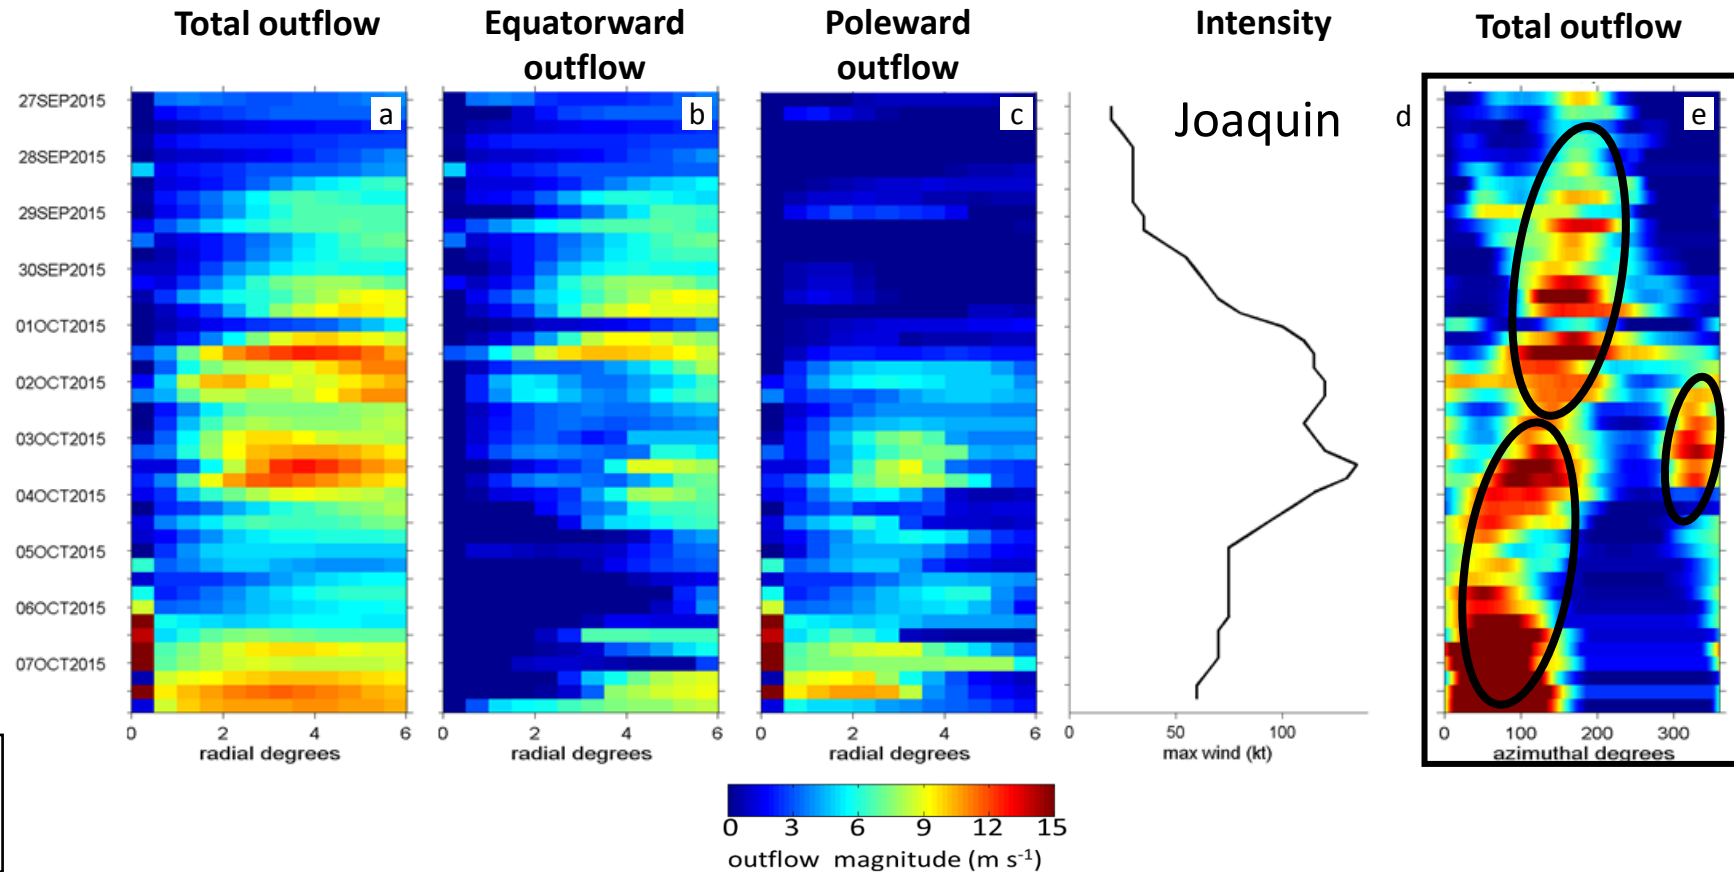 Total outflow
Equatorward
outflow
Poleward
outflow
Intensity
Total outflow
27SEP2015
28SEP2015
29SEP2015
30SEP2015
01OCT2015
02OCT2015
03OCT2015
04OCT2015
05OCT2015
06OCT2015
07OCT2015
a
b
c
Joaquin
d
e
0 2 4 6
radial degrees
0 2 4 6
radial degrees
0 2 4 6
radial degrees
0 50 100
max wind (kt)
0 100 200 300
azimuthal degrees
0 3 6 9 12 15
outflow magnitude (m s-1)